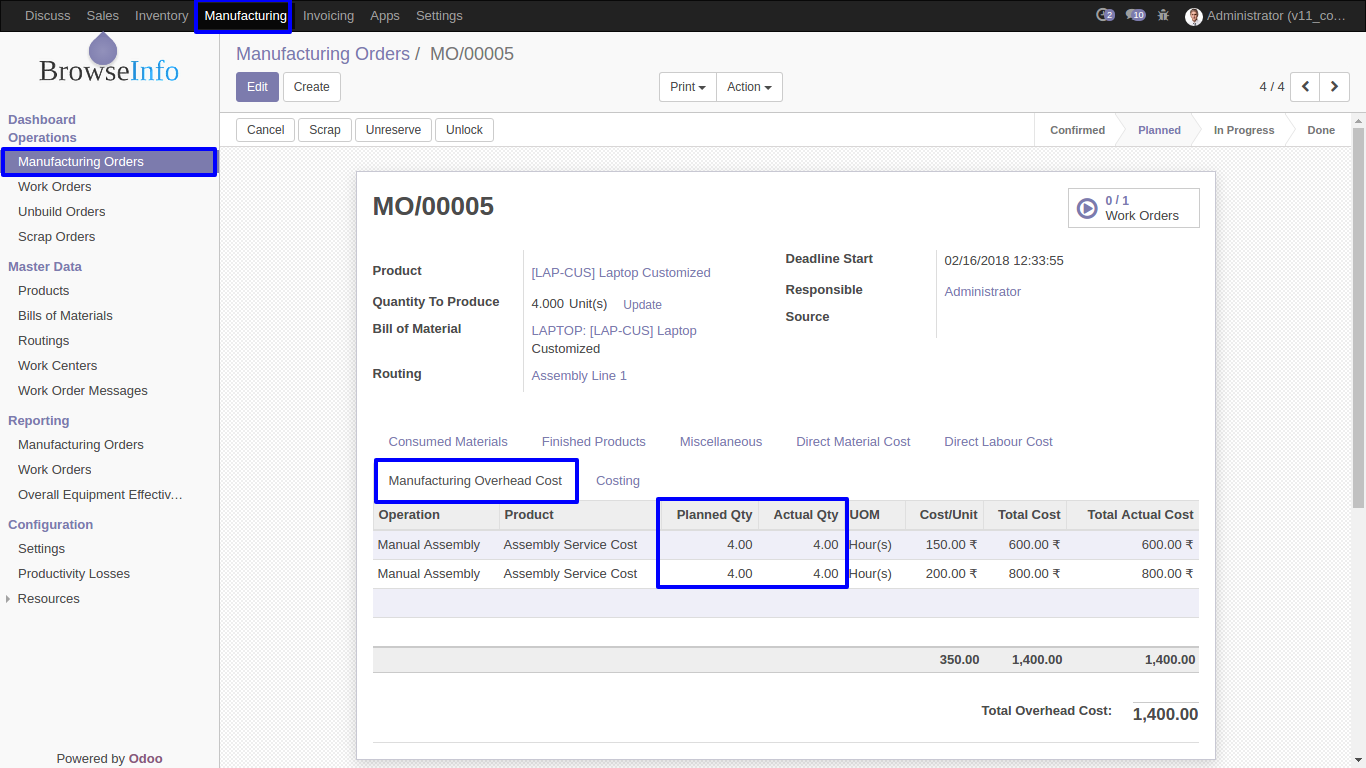 Discuss Sales Inventory Manufacturing Invoicing Apps Settings 2 10 Administrator (v11_co...
BrowseInfo
Manufacturing Orders / MO/00005
Edit Create Print Action 4 / 4
Cancel Scrap Unreserve Unlock Confirmed Planned In Progress Done
Dashboard
Operations
Manufacturing Orders
Work Orders
Unbuild Orders
Scrap Orders
Master Data
Products
Bills of Materials
Routings
Work Centers
Work Order Messages
Reporting
Manufacturing Orders
Work Orders
Overall Equipment Effectiv...
Configuration
Settings
Productivity Losses
Resources
Powered by Odoo
MO/00005
0 / 1
Work Orders
Product [LAP-CUS] Laptop Customized
Quantity To Produce 4.000 Unit(s) Update
Bill of Material LAPTOP: [LAP-CUS] Laptop
Customized
Routing Assembly Line 1
Deadline Start 02/16/2018 12:33:55
Responsible Administrator
Source
Consumed Materials Finished Products Miscellaneous Direct Material Cost Direct Labour Cost
Manufacturing Overhead Cost Costing
Operation Product Planned Qty Actual Qty UOM Cost/Unit Total Cost Total Actual Cost
Manual Assembly Assembly Service Cost 4.00 4.00 Hour(s) 150.00 ₹ 600.00 ₹ 600.00 ₹
Manual Assembly Assembly Service Cost 4.00 4.00 Hour(s) 200.00 ₹ 800.00 ₹ 800.00 ₹
350.00 1,400.00 1,400.00
Total Overhead Cost: 1,400.00